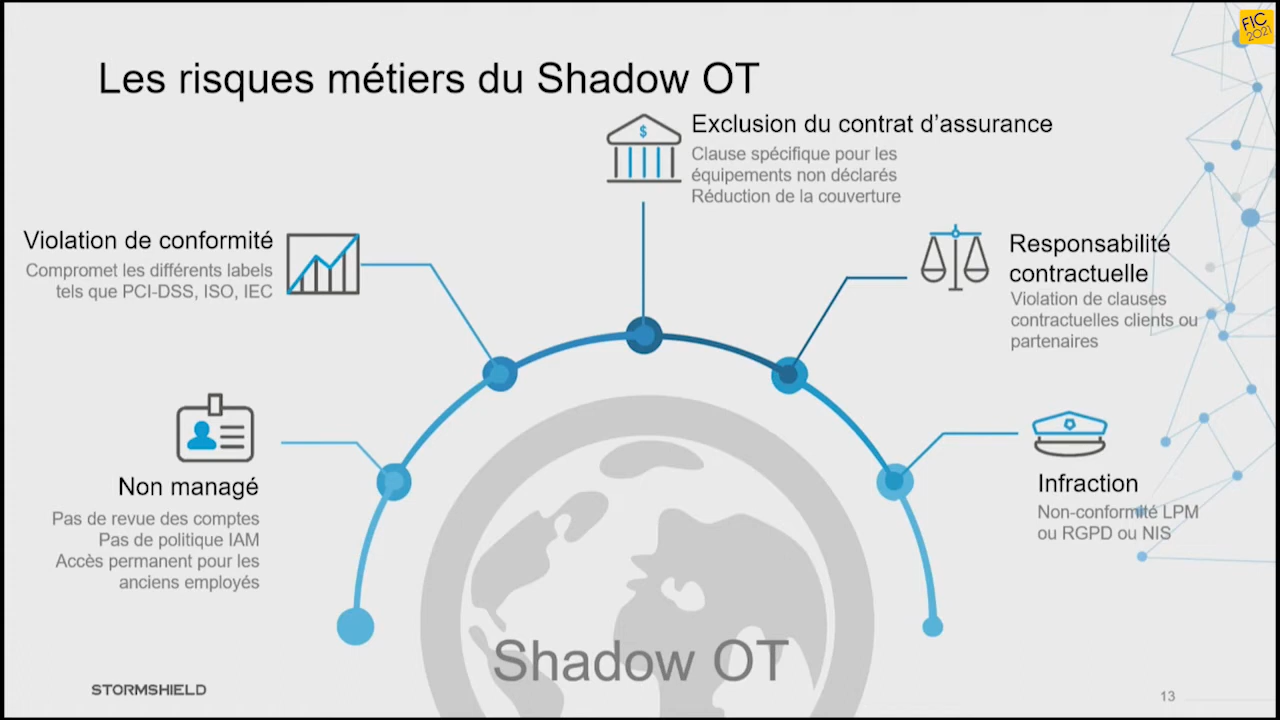 FIC
2021
Les risques métiers du Shadow OT
$
Exclusion du contrat d’assurance
Clause spécifique pour les
équipements non déclarés
Réduction de la couverture
Violation de conformité
Compromet les différents labels
tels que PCI-DSS, ISO, IEC
Responsabilité
contractuelle
Violation de clauses
contractuelles clients ou
partenaires
Non managé
Pas de revue des comptes
Pas de politique IAM
Accès permanent pour les
anciens employés
Infraction
Non-conformité LPM
ou RGPD ou NIS
Shadow OT
STORMSHIELD
13